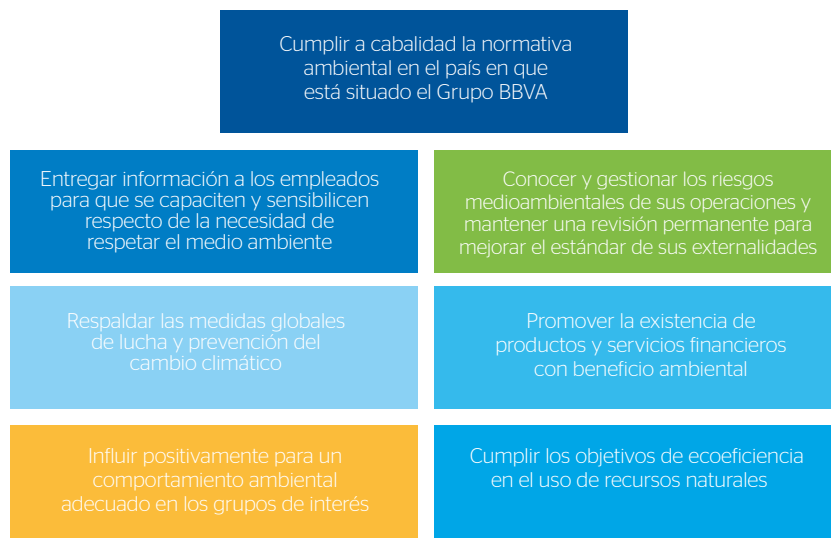 Cumplir a cabalidad la normativa
ambiental en el país en que
está situado el Grupo BBVA
Entregar información a los empleados
para que se capaciten y sensibilicen
respecto de la necesidad de
respetar el medio ambiente
Conocer y gestionar los riesgos
medioambientales de sus operaciones y
mantener una revisión permanente para
mejorar el estándar de sus externalidades
Respaldar las medidas globales
de lucha y prevención del
cambio climático
Promover la existencia de
productos y servicios financieros
con beneficio ambiental
Influir positivamente para un
comportamiento ambiental
adecuado en los grupos de interés
Cumplir los objetivos de ecoeficiencia
en el uso de recursos naturales